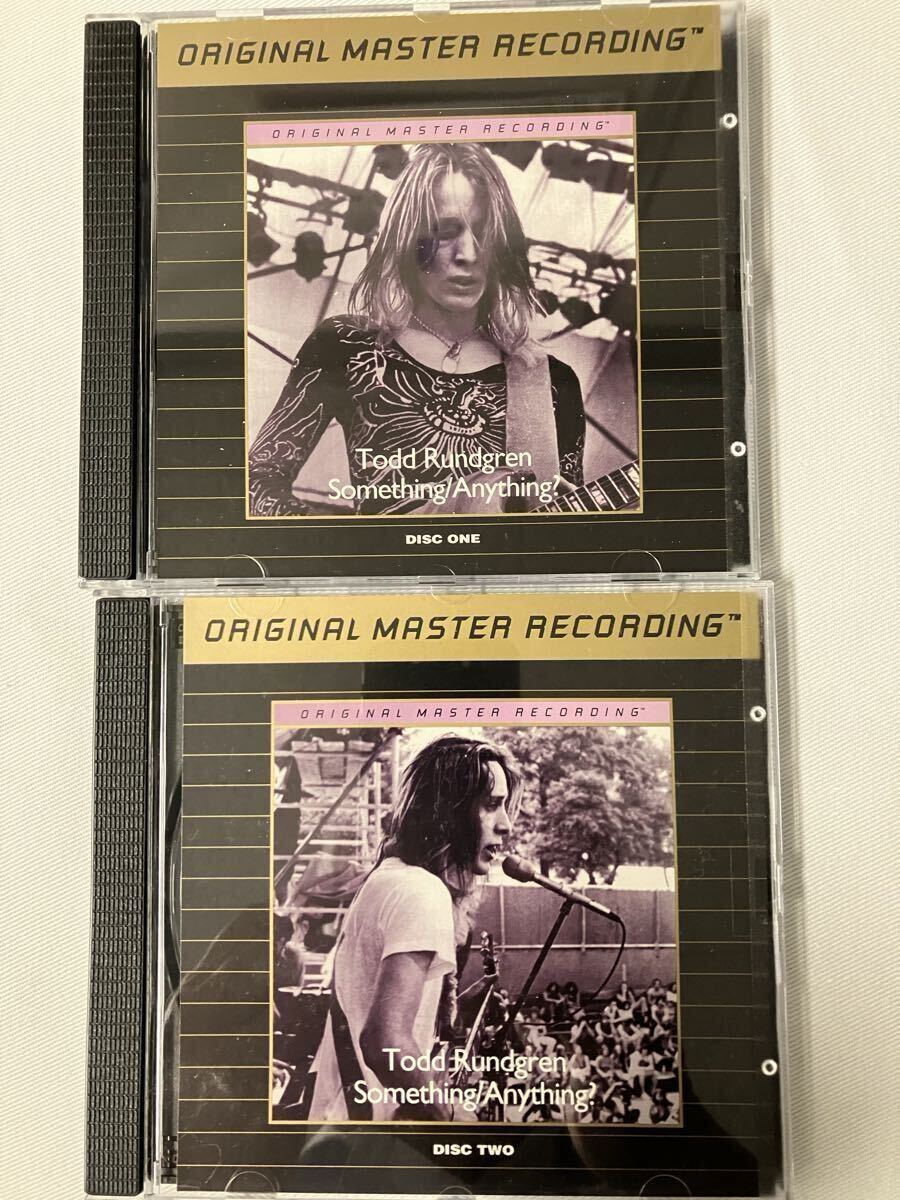 ORIGINAL MASTER RECORDING™
ORIGINAL MASTER RECORDING™
Todd Rundgren
Something/Anything?
DISC ONE
ORIGINAL MASTER RECORDING™
ORIGINAL MASTER RECORDING™
Todd Rundgren
Something/Anything?
DISC TWO